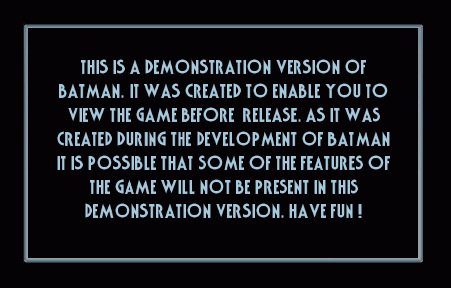 THIS IS A DEMONSTRATION VERSION OF
BATMAN. IT WAS CREATED TO ENABLE YOU TO
VIEW THE GAME BEFORE RELEASE. AS IT WAS
CREATED DURING THE DEVELOPMENT OF BATMAN
IT IS POSSIBLE THAT SOME OF THE FEATURES OF
THE GAME WILL NOT BE PRESENT IN THIS
DEMONSTRATION VERSION. HAVE FUN !